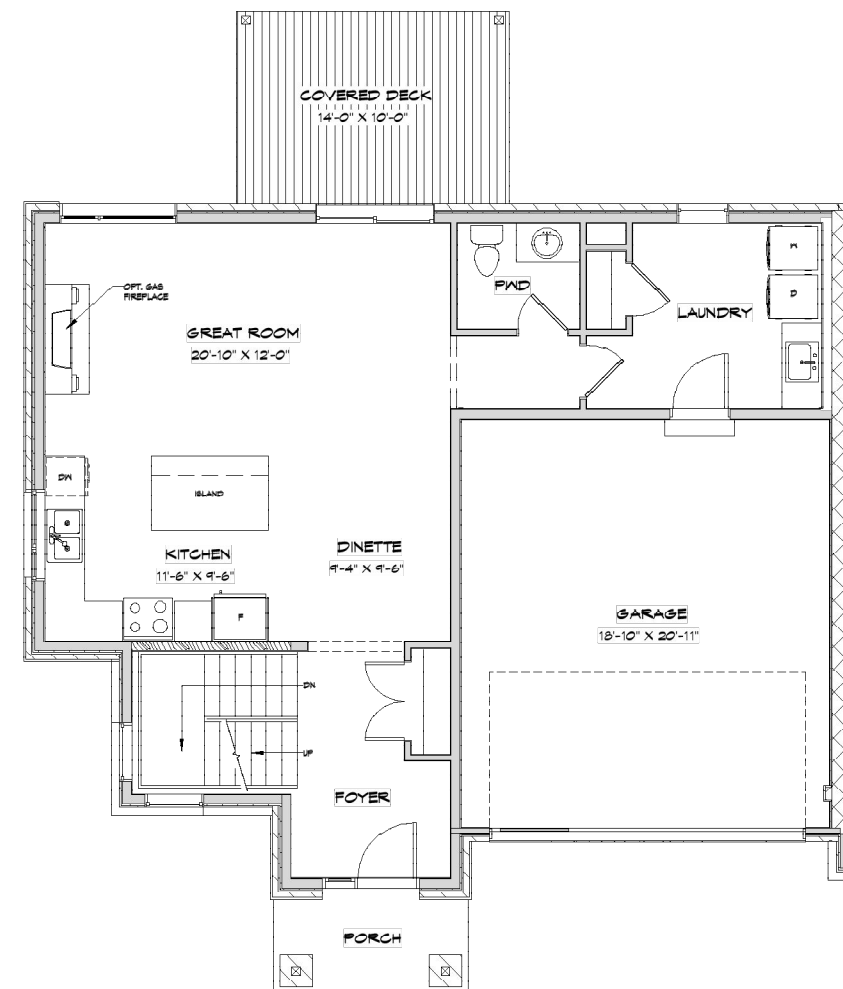 COVERED DECK
14'-0" X 10'-0"
OPT. GAS
FIREPLACE
GREAT ROOM
20'-10" X 12'-0"
PWD
LAUNDRY
W
D
DW
ISLAND
KITCHEN
11'-6" X 9'-6"
DINETTE
9'-4" X 9'-6"
F
GARAGE
18'-10" X 20'-11"
DN
UP
FOYER
PORCH